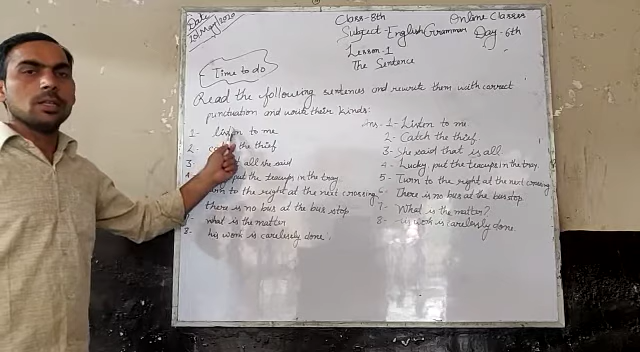 Date
20 May/2020
Class-8th
Online Classes
Subject-English Grammar
Day-6th
Lesson-1
The Sentence
Time to do
Read the following sentences and rewrite them with correct
punctuation and write their kinds:
1- listen to me
2- the thief
3 all she said
put the teacups in the tray.
to the right at the next crossing
there is no bus at the bus stop
what is the matter
8- his work is carelessly done.
Ans- 1- Listen to me
2- Catch the thief
3- She said that is all
4- Lucky, put the teacups in the tray.
5- Turn to the right at the next crossing
6- There is no bus at the bus stop
7- What is the matter?
8- is work is carelessly done.